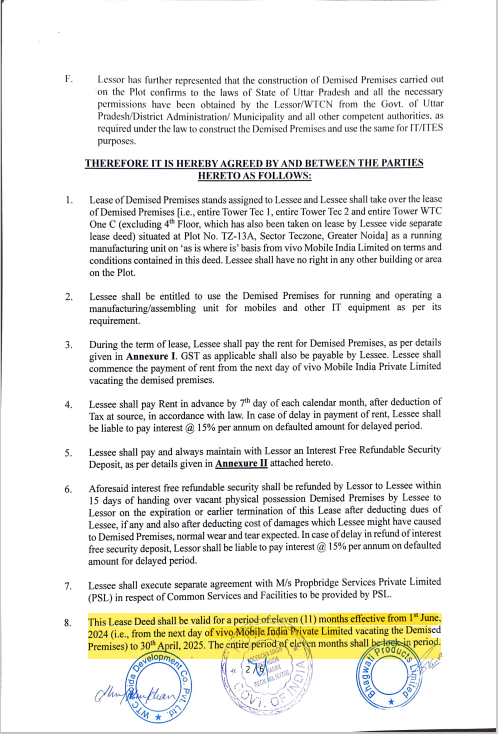 F. Lessor has further represented that the construction of Demised Premises carried out
on the Plot confirms to the laws of State of Uttar Pradesh and all the necessary
permissions have been obtained by the Lessor/WTCN from the Govt. of Uttar
Pradesh/District Administration/ Municipality and all other competent authorities, as
required under the law to construct the Demised Premises and use the same for IT/ITES
purposes.
THEREFORE IT IS HEREBY AGREED BY AND BETWEEN THE PARTIES
HERETO AS FOLLOWS:
1. Lease of Demised Premises stands assigned to Lessee and Lessee shall take over the lease
of Demised Premises [i.e., entire Tower Tec 1, entire Tower Tec 2 and entire Tower WTC
One C (excluding 4th Floor, which has also been taken on lease by Lessee vide separate
lease deed) situated at Plot No. TZ-13A, Sector Teczone, Greater Noida] as a running
manufacturing unit on 'as is where is' basis from vivo Mobile India Limited on terms and
conditions contained in this deed. Lessee shall have no right in any other building or area
on the Plot.
2. Lessee shall be entitled to use the Demised Premises for running and operating a
manufacturing/assembling unit for mobiles and other IT equipment as per its
requirement.
3. During the term of lease, Lessee shall pay the rent for Demised Premises, as per details
given in Annexure I. GST as applicable shall also be payable by Lessee. Lessee shall
commence the payment of rent from the next day of vivo Mobile India Private Limited
vacating the demised premises.
4. Lessee shall pay Rent in advance by 7th day of each calendar month, after deduction of
Tax at source, in accordance with law. In case of delay in payment of rent, Lessee shall
be liable to pay interest @ 15% per annum on defaulted amount for delayed period.
5. Lessee shall pay and always maintain with Lessor an Interest Free Refundable Security
Deposit, as per details given in Annexure II attached hereto.
6. Aforesaid interest free refundable security shall be refunded by Lessor to Lessee within
15 days of handing over vacant physical possession Demised Premises by Lessee to
Lessor on the expiration or earlier termination of this Lease after deducting dues of
Lessee, if any and also after deducting cost of damages which Lessee might have caused
to Demised Premises, normal wear and tear expected. In case of delay in refund of interest
free security deposit, Lessor shall be liable to pay interest @ 15% per annum on defaulted
amount for delayed period.
7. Lessee shall execute separate agreement with M/s Propbridge Services Private Limited
(PSL) in respect of Common Services and Facilities to be provided by PSL.
8. This Lease Deed shall be valid for a period of eleven (11) months effective from 1st June,
2024 (i.e., from the next day of vivo Mobile India Private Limited vacating the Demised
Premises) to 30th April, 2025. The entire period of eleven months shall be lock in period.
WTC Noida Development Co. Pvt. Ltd.
GOVT. OF INDIA
Bhagwati Products Limited